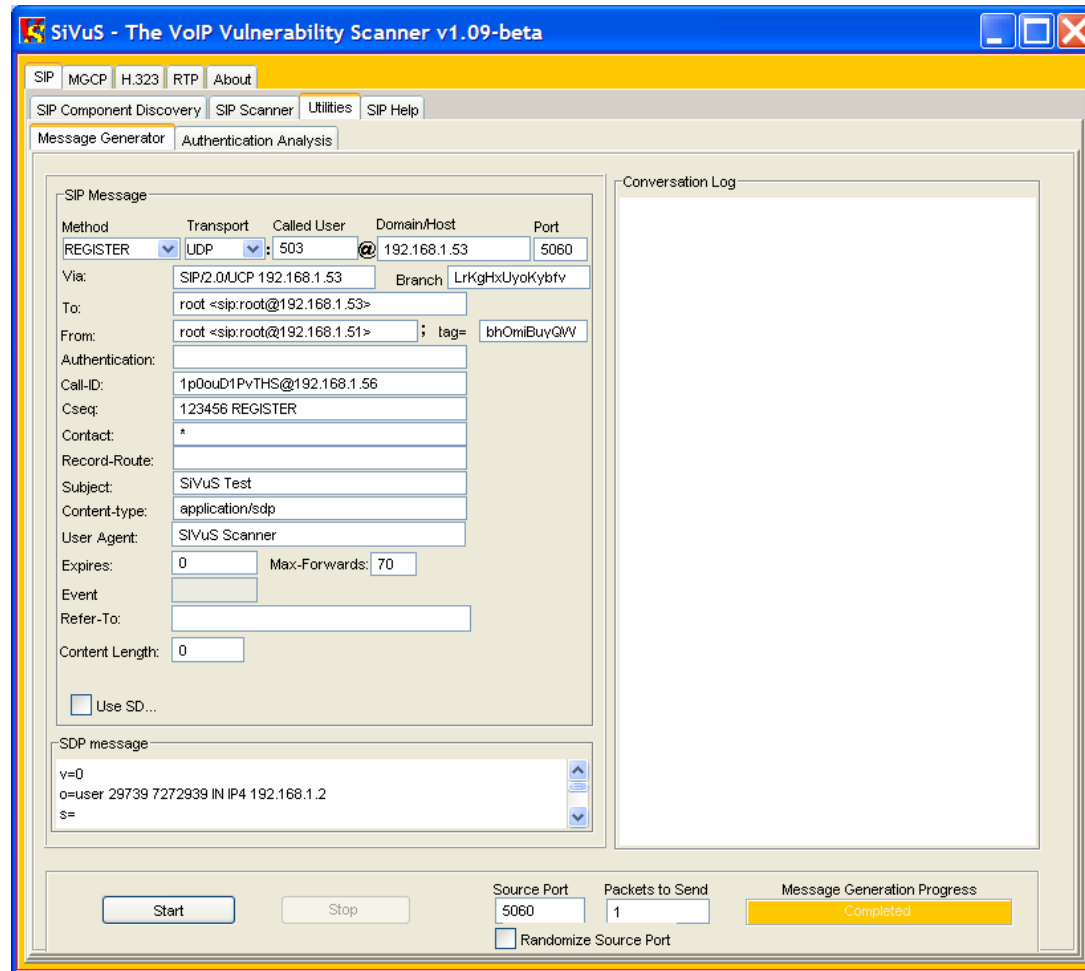 SiVuS - The VoIP Vulnerability Scanner v1.09-beta
SIP MGCP H.323 RTP About
SIP Component Discovery SIP Scanner Utilities SIP Help
Message Generator Authentication Analysis
SIP Message
Method Transport Called User Domain/Host Port
REGISTER UDP : 503 @ 192.168.1.53 5060
Via: SIP/2.0/UCP 192.168.1.53 Branch LrKgHxUyoKybfv
To: root <sip:root@192.168.1.53>
From: root <sip:root@192.168.1.51> ; tag= bhOmiBuyQW
Authentication:
Call-ID: 1p0ouD1PvTHS@192.168.1.56
Cseq: 123456 REGISTER
Contact: *
Record-Route:
Subject: SiVuS Test
Content-type: application/sdp
User Agent: SIVuS Scanner
Expires: 0 Max-Forwards: 70
Event
Refer-To:
Content Length: 0
Use SD...
SDP message
v=0
o=user 29739 7272939 IN IP4 192.168.1.2
s=
Conversation Log
Start Stop
Source Port Packets to Send Message Generation Progress
5060 1 Completed
Randomize Source Port